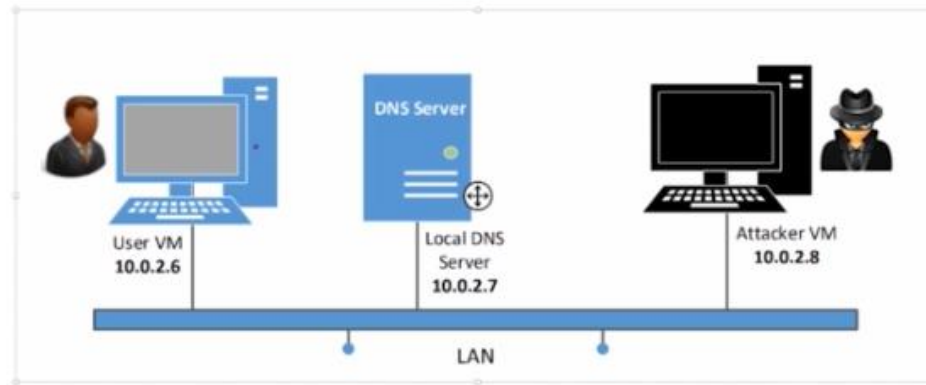 DNS Server
User VM
10.0.2.6
Local DNS
Server
10.0.2.7
Attacker VM
10.0.2.8
LAN